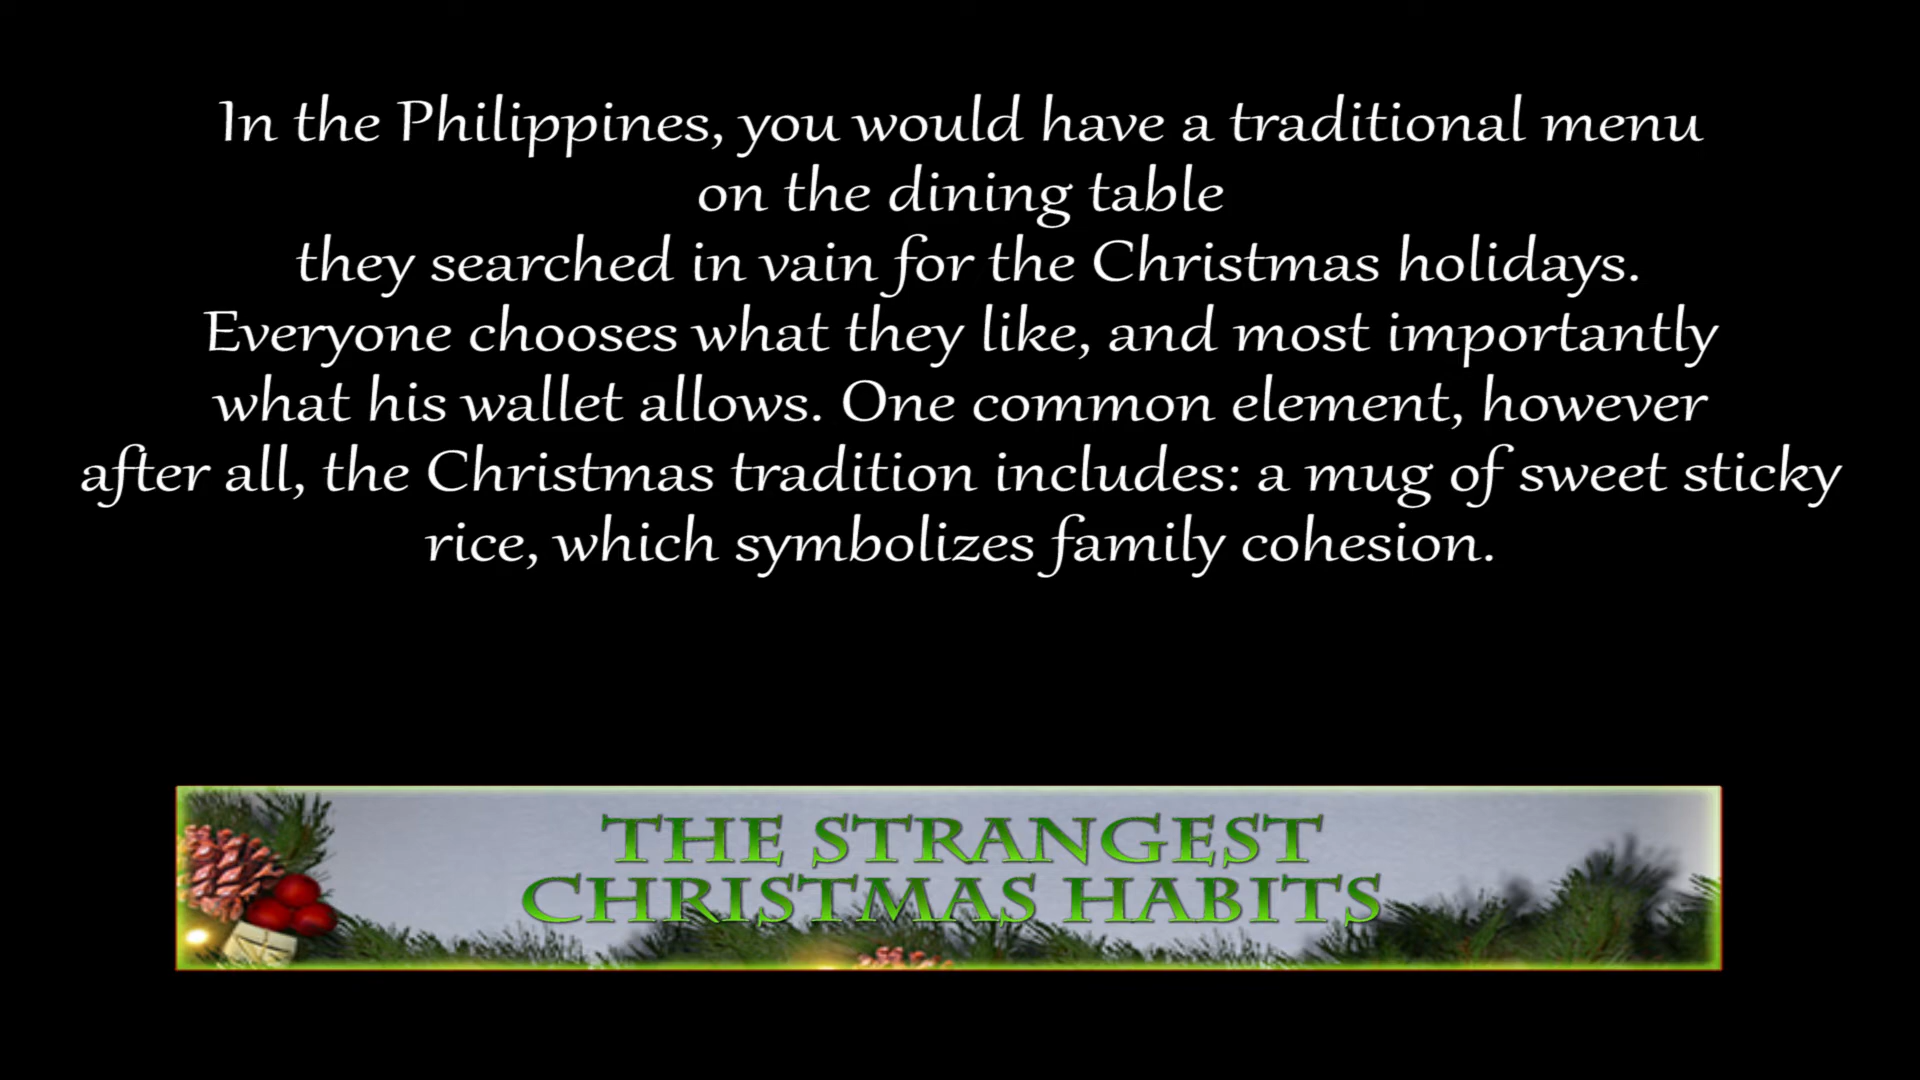 In the Philippines, you would have a traditional menu
on the dining table
they searched in vain for the Christmas holidays.
Everyone chooses what they like, and most importantly
what his wallet allows. One common element, however
after all, the Christmas tradition includes: a mug of sweet sticky
rice, which symbolizes family cohesion.
THE STRANGEST
CHRISTMAS HABITS